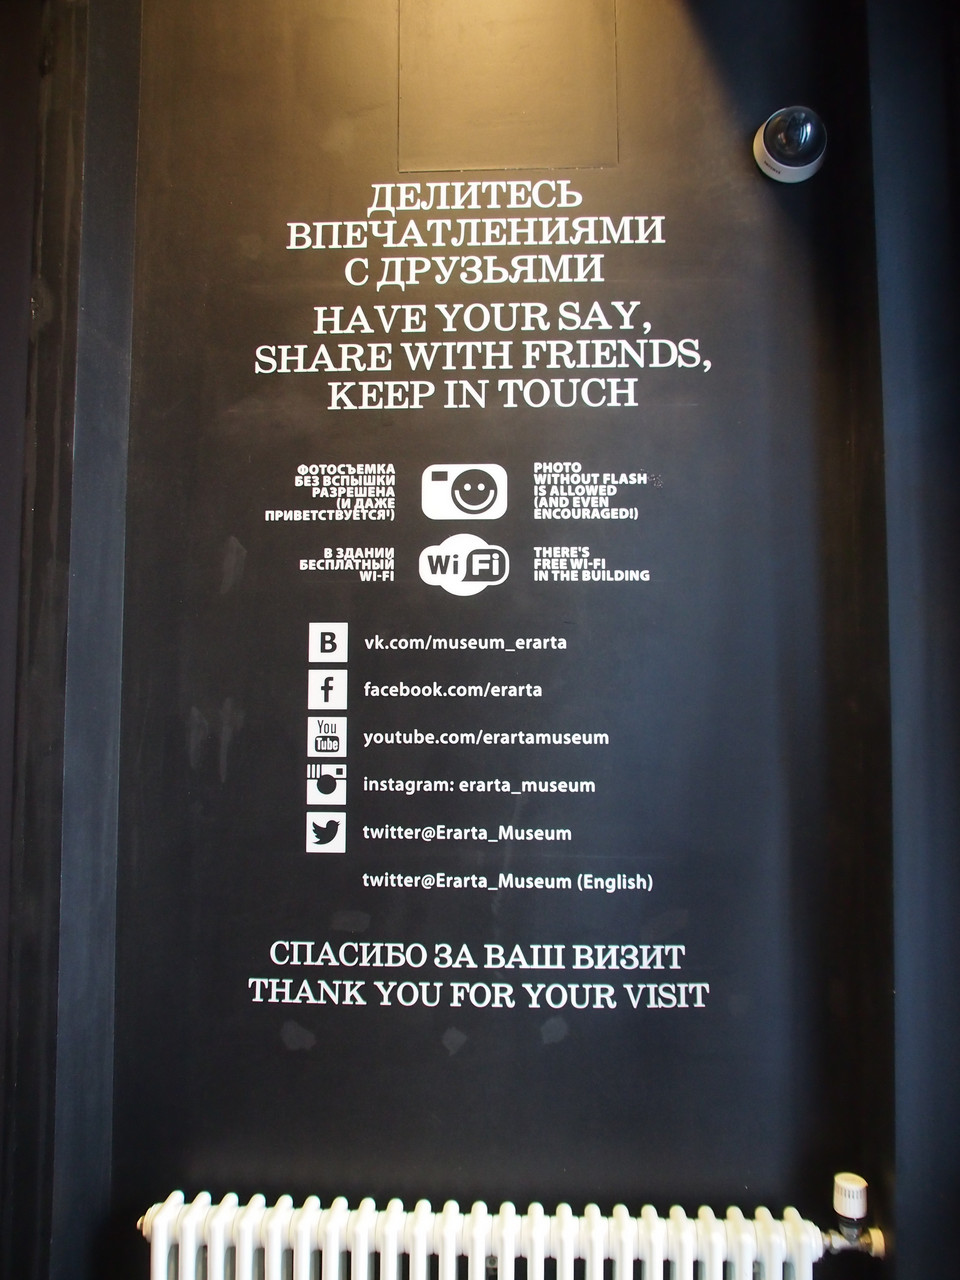 ДЕЛИТЕСЬ
ВПЕЧАТЛЕНИЯМИ
С ДРУЗЬЯМИ
HAVE YOUR SAY,
SHARE WITH FRIENDS,
KEEP IN TOUCH
ФОТОСЪЕМКА
БЕЗ ВСПЫШКИ
РАЗРЕШЕНА
(И ДАЖЕ
ПРИВЕТСТВУЕТСЯ!)
PHOTO
WITHOUT FLASH
IS ALLOWED
(AND EVEN
ENCOURAGED!)
В ЗДАНИИ
БЕСПЛАТНЫЙ
WI-FI
Wi Fi
THERE'S
FREE WI-FI
IN THE BUILDING
B vk.com/museum_erarta
f facebook.com/erarta
You
Tube youtube.com/erartamuseum
instagram: erarta_museum
twitter@Erarta_Museum
twitter@Erarta_Museum (English)
СПАСИБО ЗА ВАШ ВИЗИТ
THANK YOU FOR YOUR VISIT